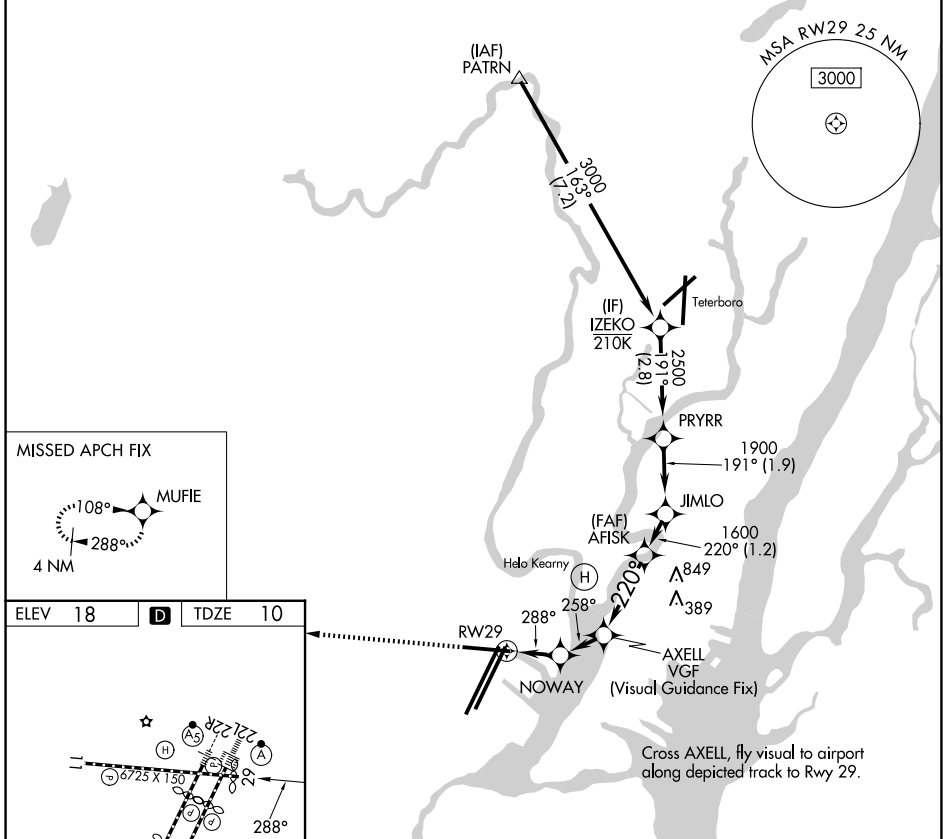 MSA RW29 25 NM
3000
(IAF)
PATRN
3000
163°
(7.2)
Teterboro
(IF)
IZEKO
210K
2500
191°
(2.8)
PRYRR
1900
191° (1.9)
JIMLO
(FAF)
AFISK
1600
220° (1.2)
849
389
Helo Kearny
H
220°
258°
288°
RW29
NOWAY
AXELL
VGF
(Visual Guidance Fix)
Cross AXELL, fly visual to airport
along depicted track to Rwy 29.
MISSED APCH FIX
MUFIE
108°
288°
4 NM
ELEV 18
D
TDZE 10
A5
22R
22L
A
H
P
11
P
6725 X 150
29
P
P
288°